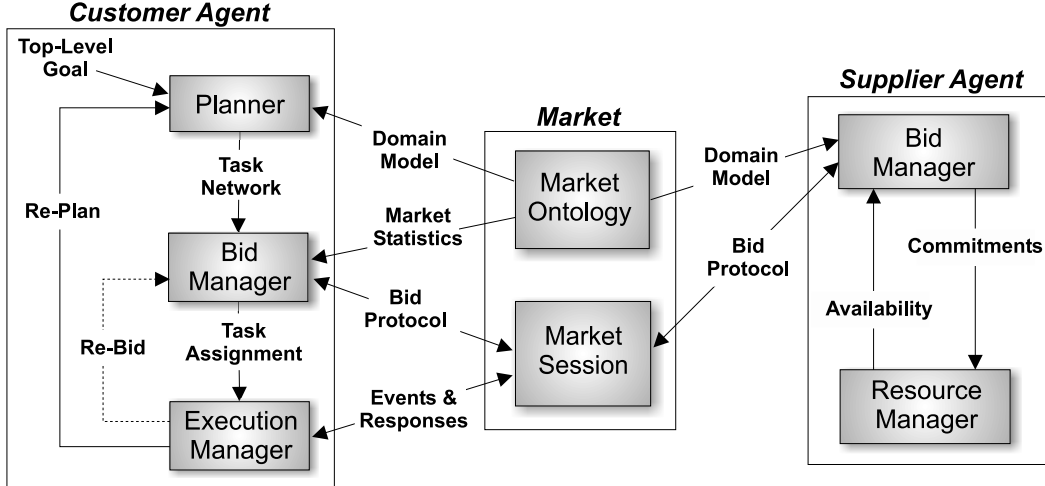 Customer Agent
Top-Level
Goal
Planner
Task
Network
Re-Plan
Bid
Manager
Re-Bid
Task
Assignment
Execution
Manager
Domain
Model
Market
Statistics
Bid
Protocol
Events &
Responses
Market
Market
Ontology
Market
Session
Domain
Model
Bid
Protocol
Supplier Agent
Bid
Manager
Commitments
Availability
Resource
Manager